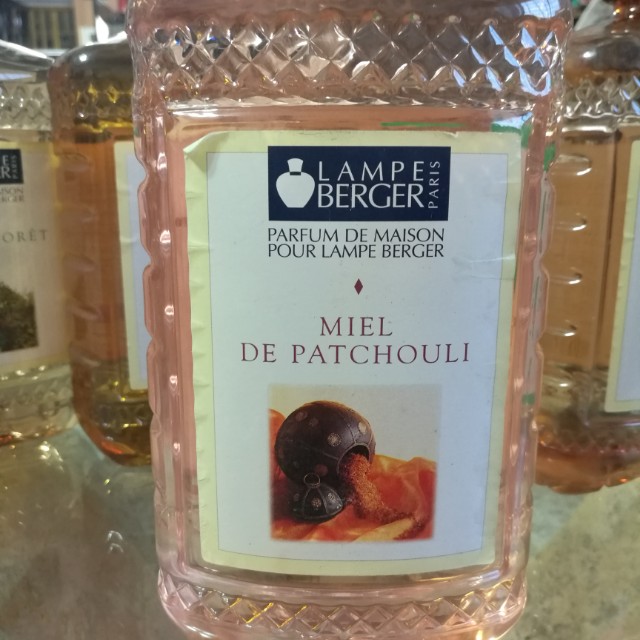 LAMPE
BERGER
PARIS
PARFUM DE MAISON
POUR LAMPE BERGER
MIEL
DE PATCHOULI